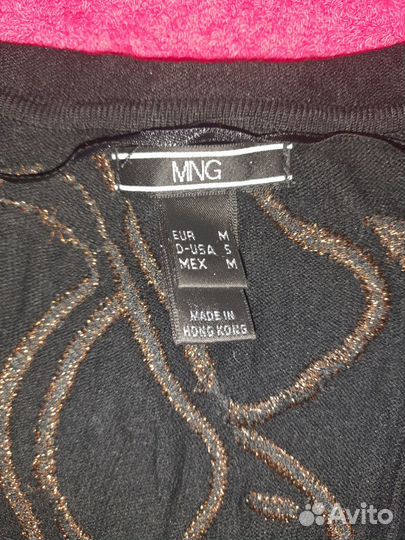 MNG
EUR M
D-USA S
MEX M
MADE IN
HONG KONG
Avito